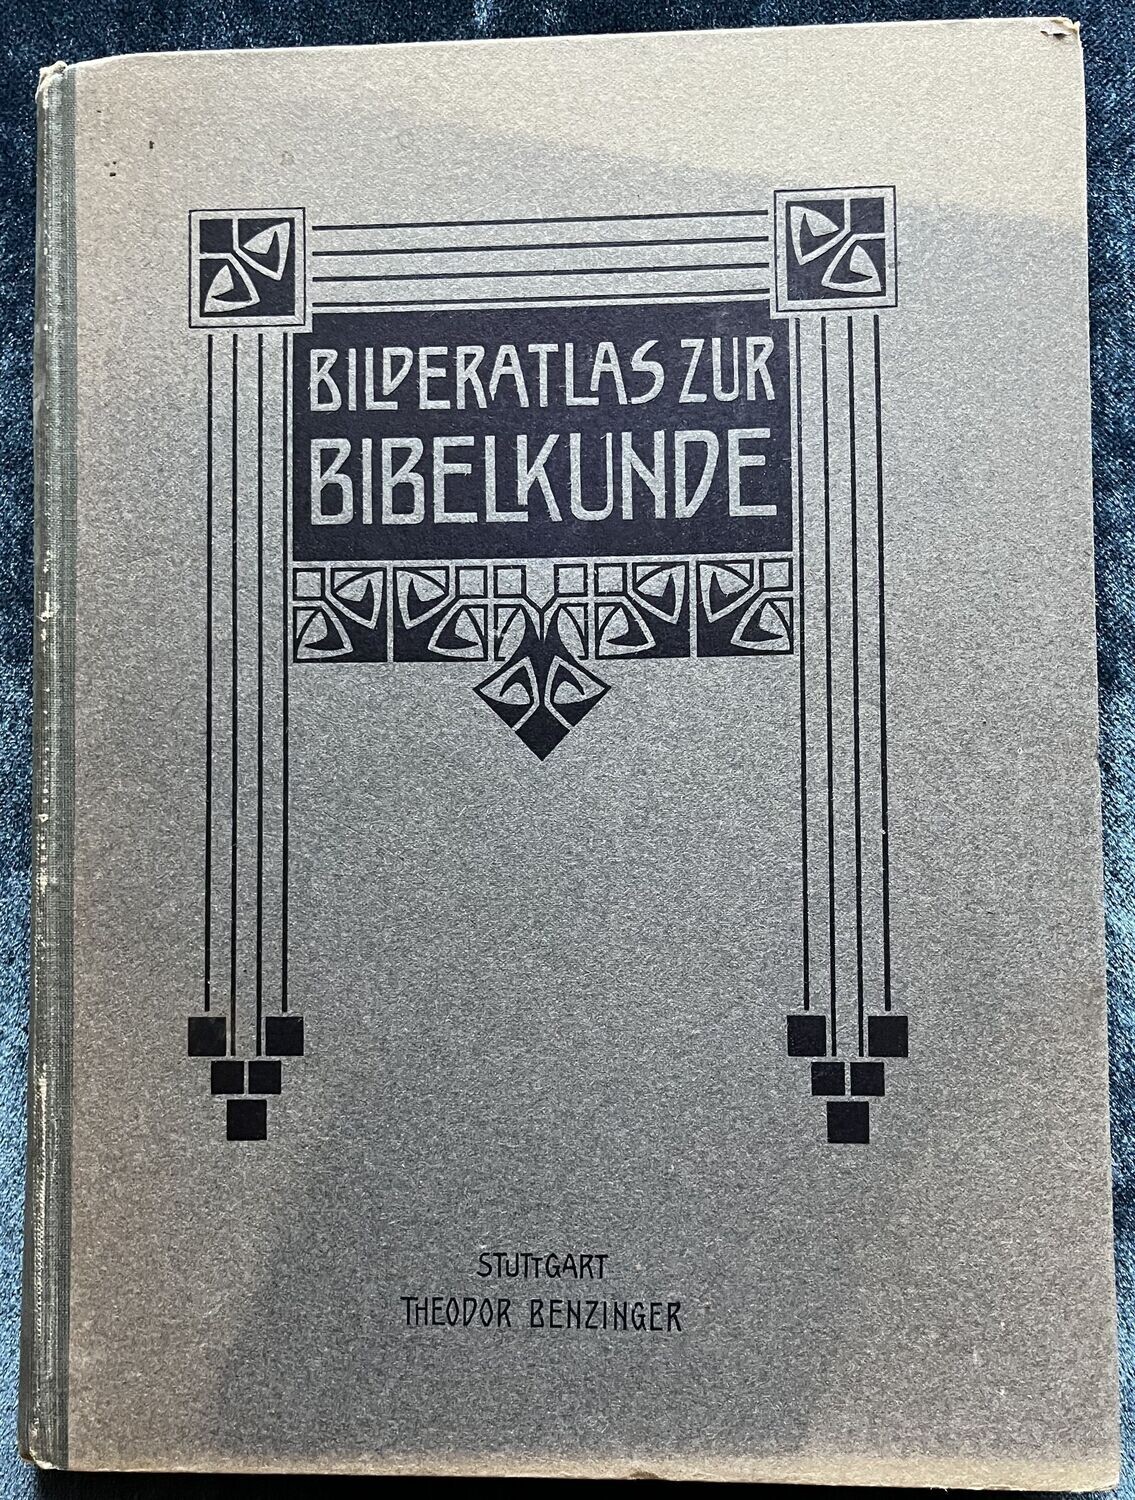 BILDERATLAS ZUR
BIBELKUNDE
STUTTGART
THEODOR BENZINGER